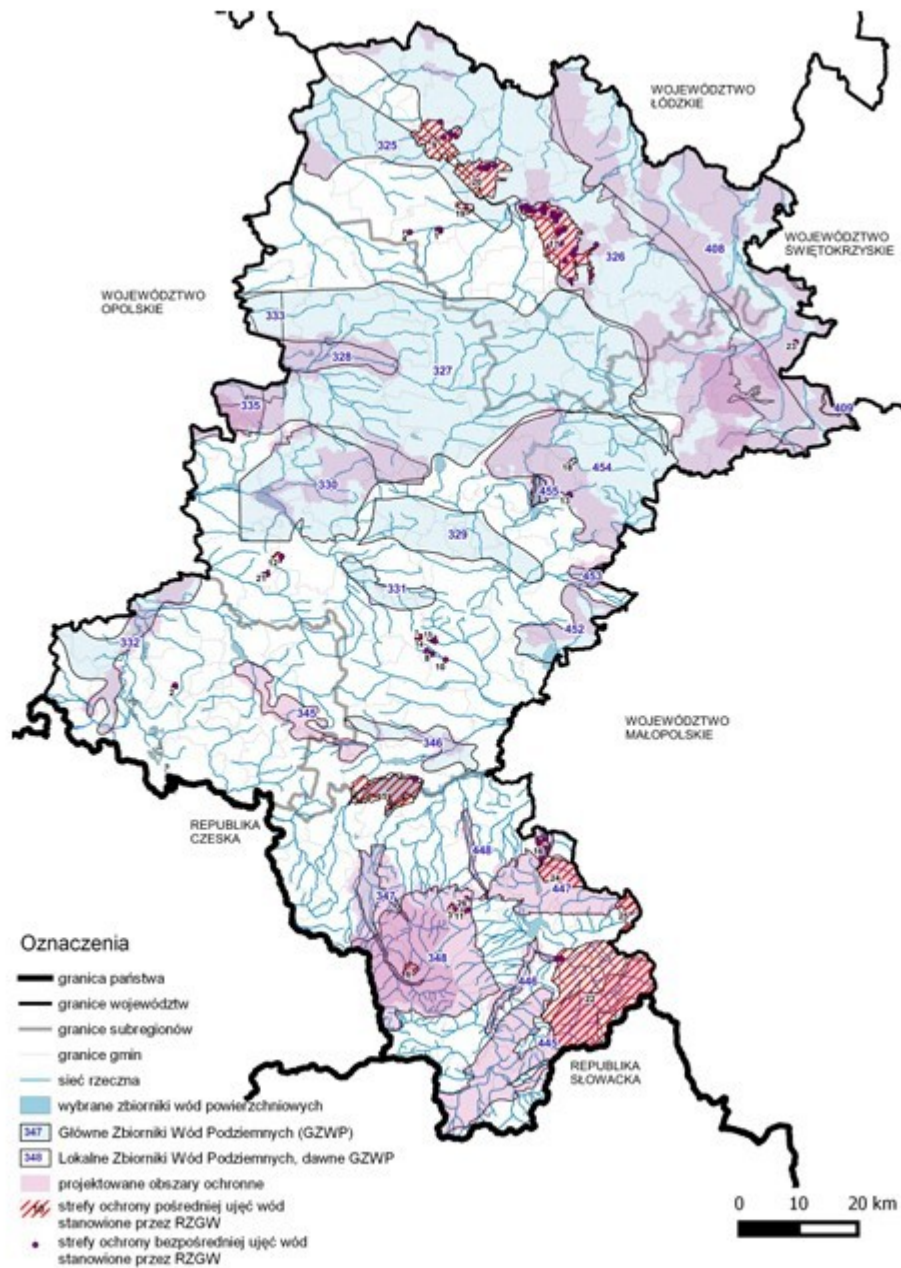 WOJEWÓDZTWO
ŁÓDZKIE
325
326
408
WOJEWÓDZTWO
ŚWIĘTOKRZYSKIE
WOJEWÓDZTWO
OPOLSKIE
333
328
327
23
335
409
454
330
455
329
331
453
452
332
345
346
WOJEWÓDZTWO
MAŁOPOLSKIE
REPUBLIKA
CZESKA
448
447
347
348
446
22
445
REPUBLIKA
SŁOWACKA
Oznaczenia
granica państwa
granice województw
granice subregionów
granice gmin
sieć rzeczna
wybrane zbiorniki wód powierzchniowych
347 Główne Zbiorniki Wód Podziemnych (GZWP)
348 Lokalne Zbiorniki Wód Podziemnych, dawne GZWP
projektowane obszary ochronne
strefy ochrony pośredniej ujęć wód
stanowione przez RZGW
strefy ochrony bezpośredniej ujęć wód
stanowione przez RZGW
0 10 20 km